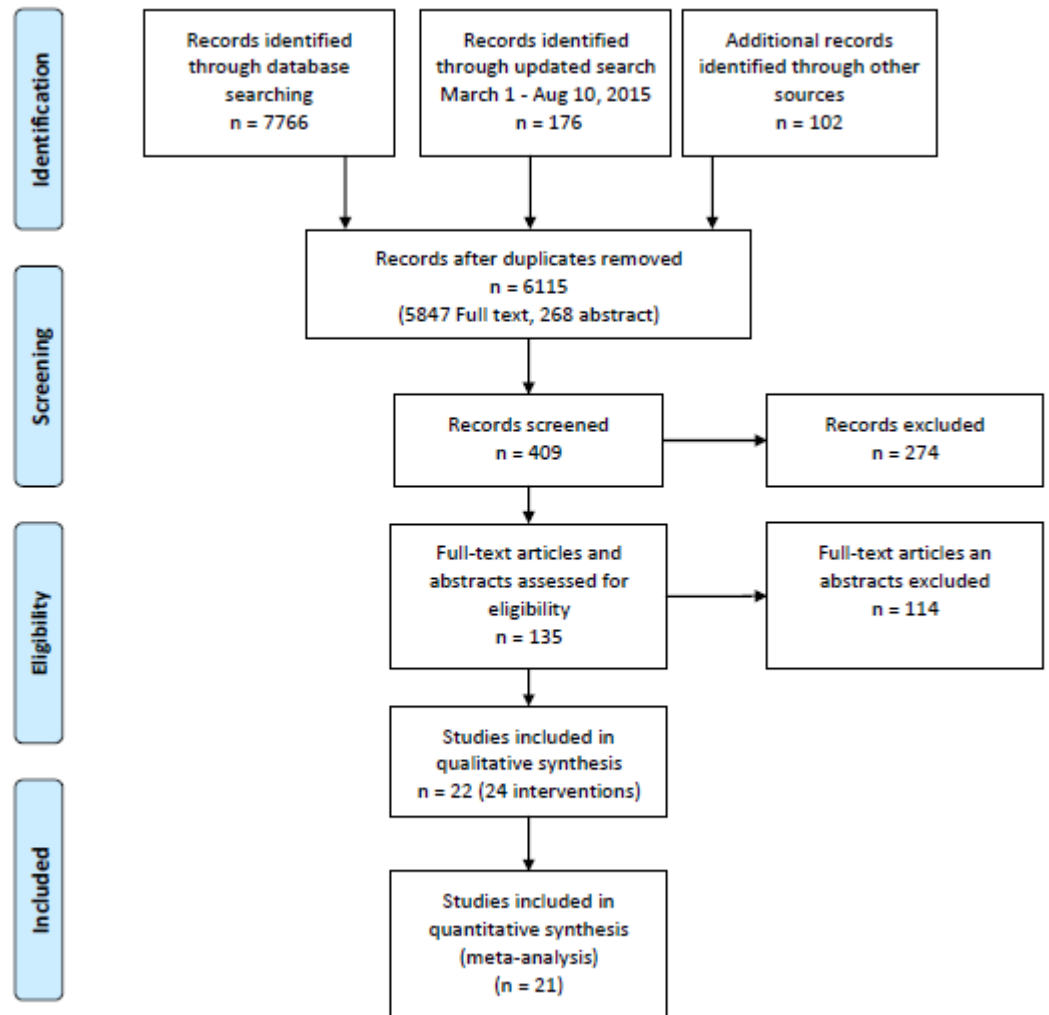 Identification
Records identified
through database
searching
n = 7766
Records identified
through updated search
March 1 - Aug 10, 2015
n = 176
Additional records
identified through other
sources
n = 102
Records after duplicates removed
n = 6115
(5847 Full text, 268 abstract)
Screening
Records screened
n = 409
Records excluded
n = 274
Eligibility
Full-text articles and
abstracts assessed for
eligibility
n = 135
Full-text articles an
abstracts excluded
n = 114
Studies included in
qualitative synthesis
n = 22 (24 interventions)
Included
Studies included in
quantitative synthesis
(meta-analysis)
(n = 21)